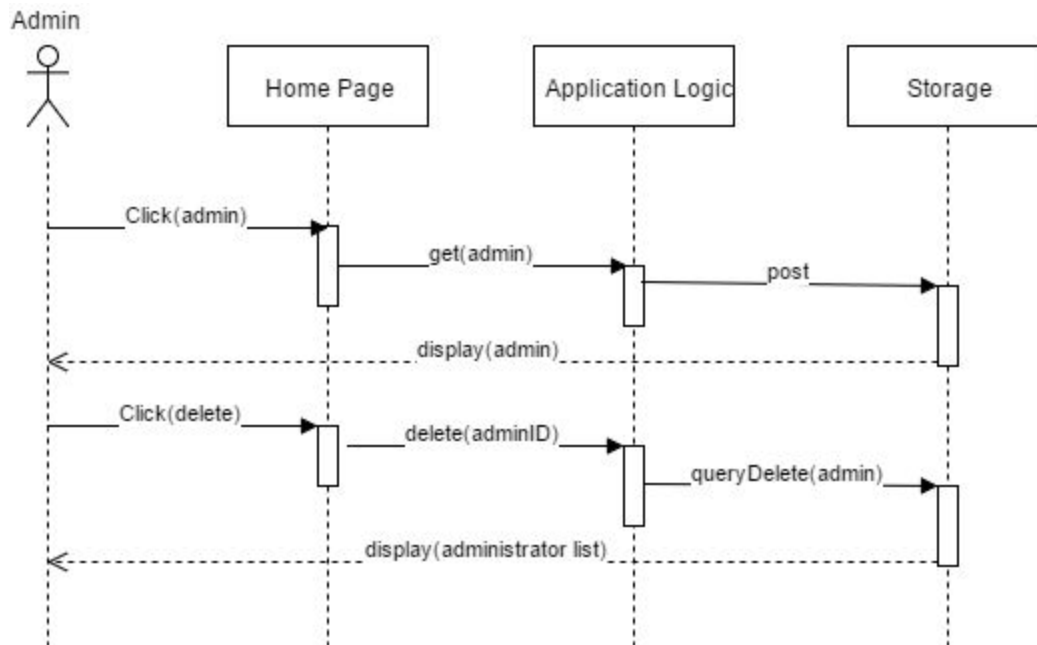 Admin
Home Page
Application Logic
Storage
Click(admin)
get(admin)
post
display(admin)
Click(delete)
delete(adminID)
queryDelete(admin)
display(administrator list)